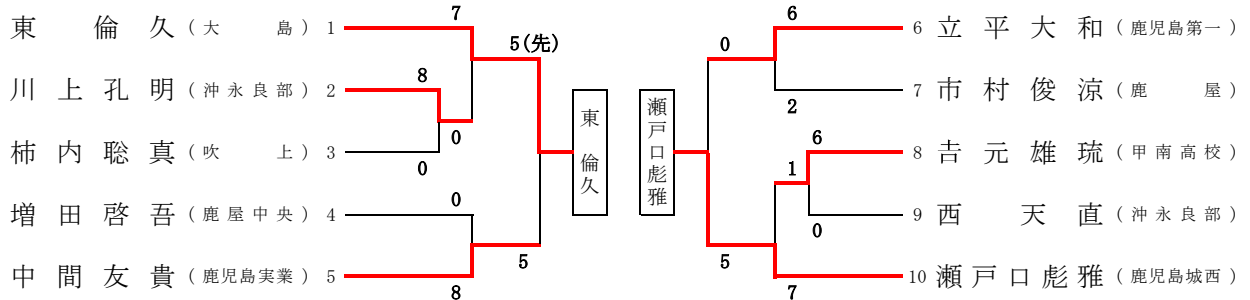 東 倫 久 (大 島) 1
川 上 孔 明 (沖永良部) 2
柿 内 聡 真 (吹 上) 3
増 田 啓 吾 (鹿屋中央) 4
中 間 友 貴 (鹿児島実業) 5
7
8
0
0
0
8
5(先)
5
東 倫久
瀬戸口彪雅
0
5
6
2
6
1
0
7
6 立 平 大 和 (鹿児島第一)
7 市 村 俊 涼 (鹿 屋)
8 𠮷 元 雄 琉 (甲南高校)
9 西 天 直 (沖永良部)
10 瀬戸口彪雅 (鹿児島城西)